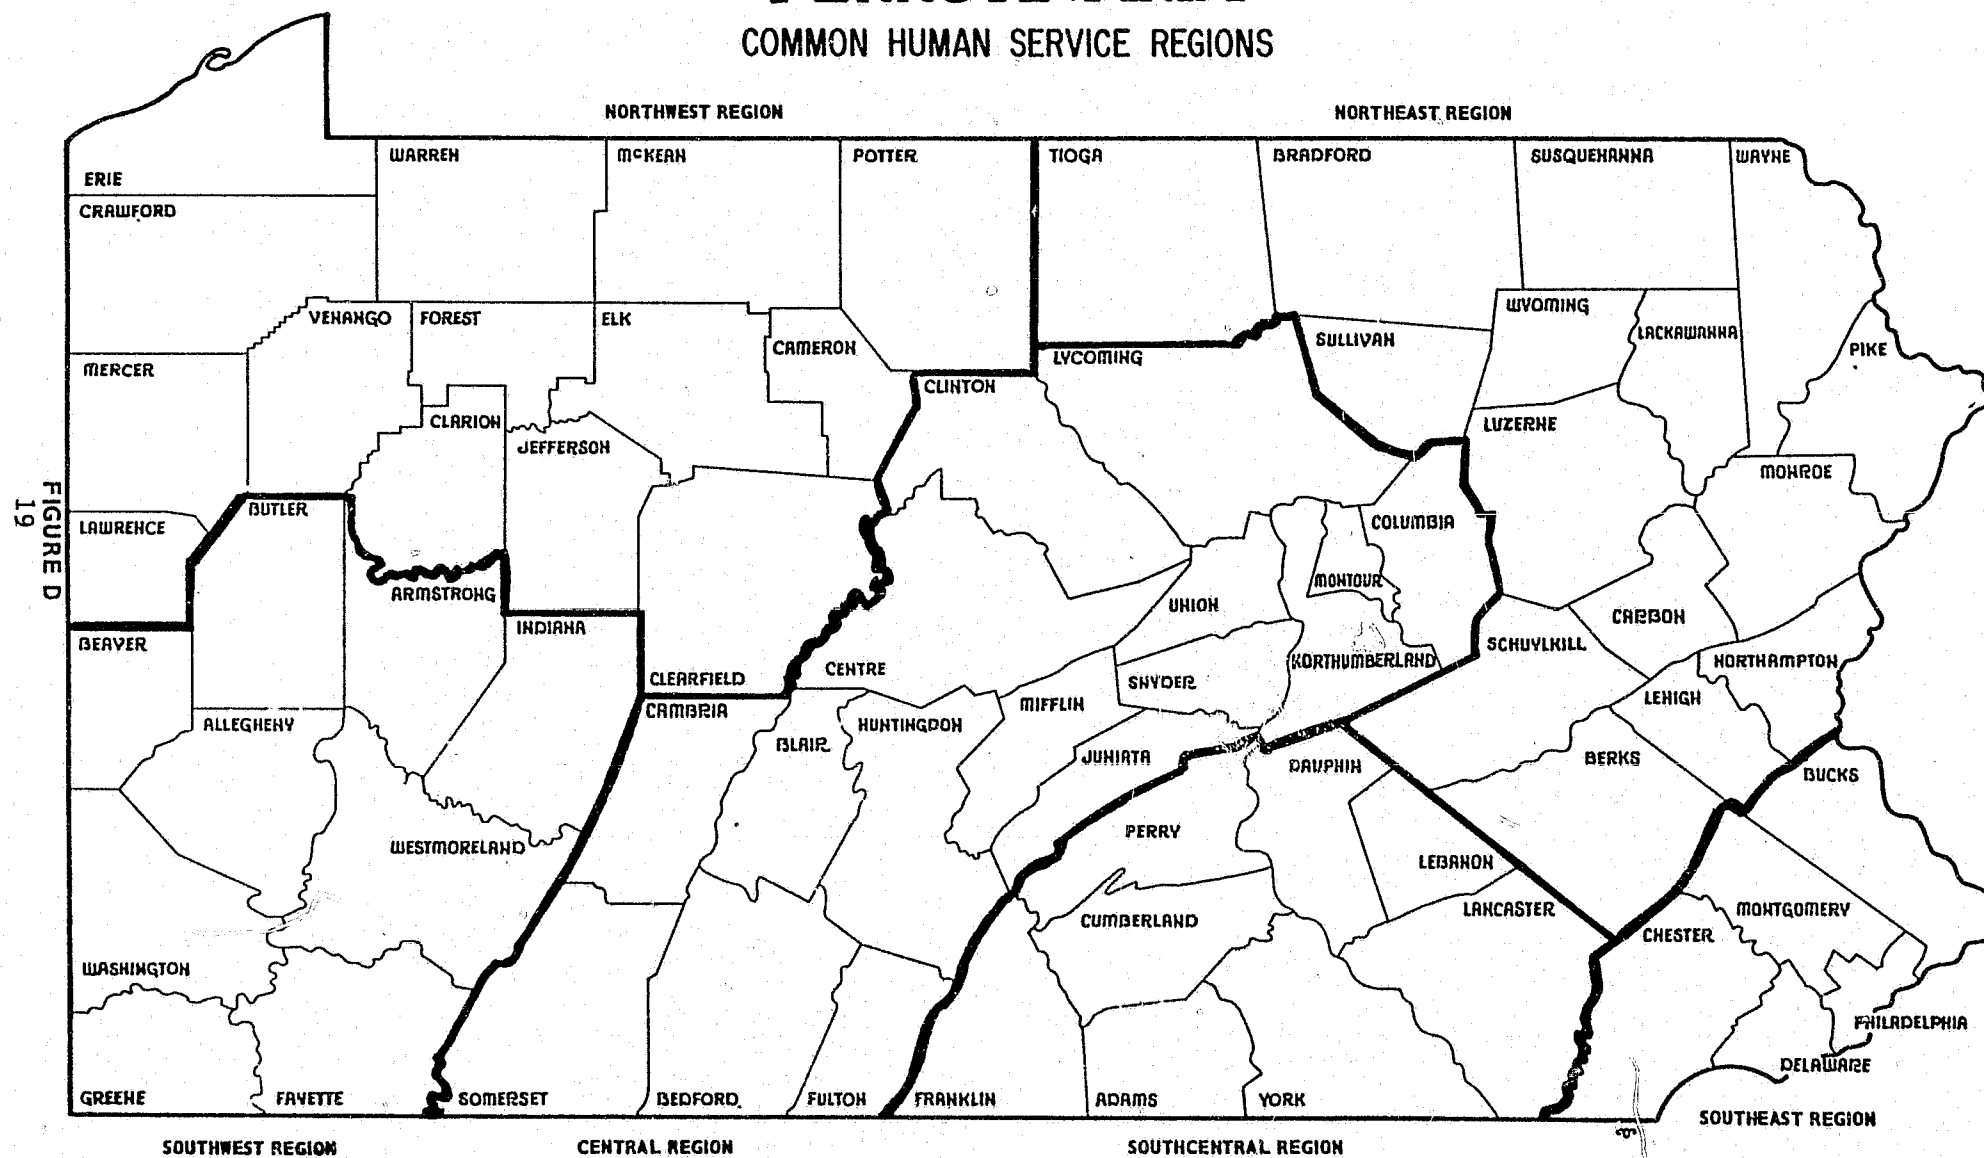 COMMON HUMAN SERVICE REGIONS
NORTHWEST REGION
NORTHEAST REGION
WARREN
McKEAN
POTTER
TIOGA
BRADFORD
SUSQUEHANNA
WAYNE
ERIE
CRAWFORD
VENANGO
FOREST
ELK
WYOMING
LACKAWANNA
CAMERON
SULLIVAN
PIKE
LYCOMING
MERCER
CLINTON
CLARION
LUZERNE
JEFFERSON
MONROE
BUTLER
LAWRENCE
COLUMBIA
MONTOUR
ARMSTRONG
UNION
CARBON
INDIANA
BEAVER
SCHUYLKILL
NORTHUMBERLAND
NORTHAMPTON
CENTRE
CLEARFIELD
SNYDER
LEHIGH
MIFFLIN
CAMBRIA
ALLEGHENY
HUNTINGDON
BLAIR
JUNIATA
BERKS
DAUPHIN
BUCKS
PERRY
WESTMORELAND
LEBANON
LANCASTER
MONTGOMERY
CUMBERLAND
CHESTER
WASHINGTON
PHILADELPHIA
DELAWARE
GREENE
FAYETTE
SOMERSET
BEDFORD
FULTON
FRANKLIN
ADAMS
YORK
SOUTHEAST REGION
SOUTHWEST REGION
CENTRAL REGION
SOUTHCENTRAL REGION
FIGURE D
19